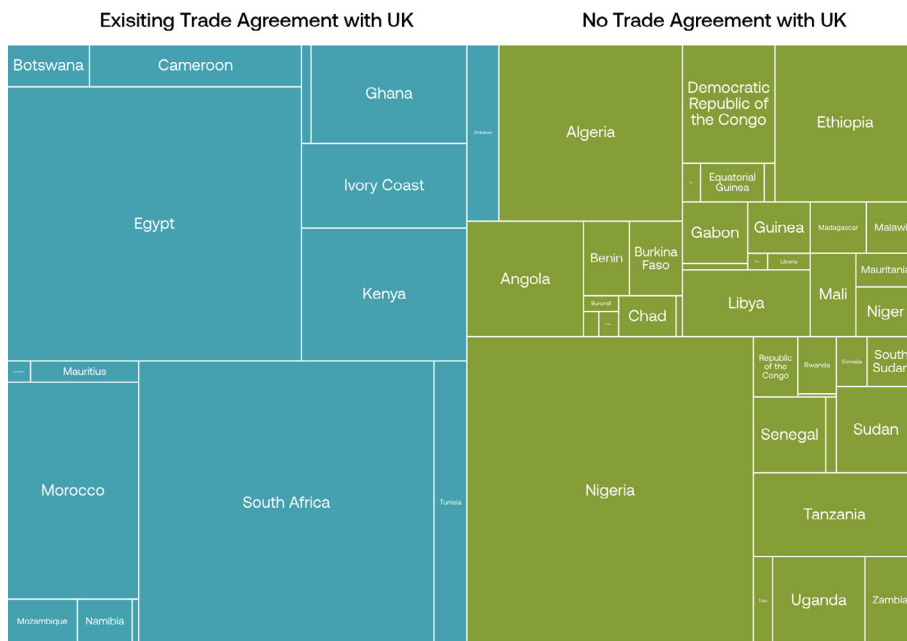 Exisiting Trade Agreement with UK
No Trade Agreement with UK
Botswana
Cameroon
Ghana
Egypt
Ivory Coast
Kenya
Mauritius
Morocco
South Africa
Tunisia
Mozambique
Namibia
Zimbabwe
Algeria
Democratic
Republic of
the Congo
Ethiopia
Equatorial
Guinea
Angola
Benin
Burkina
Faso
Gabon
Guinea
Madagascar
Malawi
Liberia
Mauritania
Burundi
Chad
Libya
Mali
Niger
Nigeria
Republic
of the
Congo
Rwanda
Somalia
South
Sudan
Senegal
Sudan
Tanzania
Togo
Uganda
Zambia